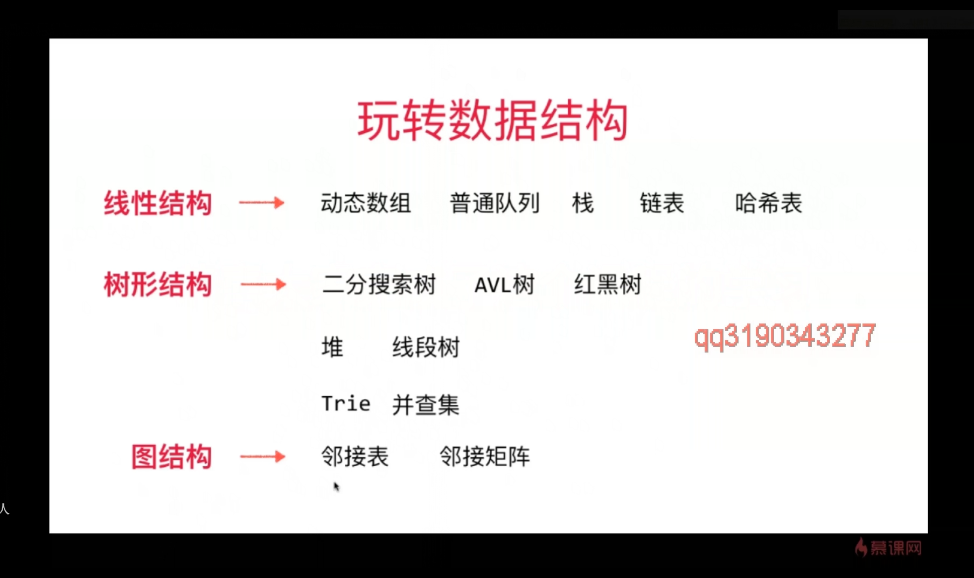 玩转数据结构
线性结构 动态数组 普通队列 栈 链表 哈希表
树形结构 二分搜索树 AVL树 红黑树
qq3190343277
堆 线段树
Trie 并查集
图结构 邻接表 邻接矩阵
人
慕课网